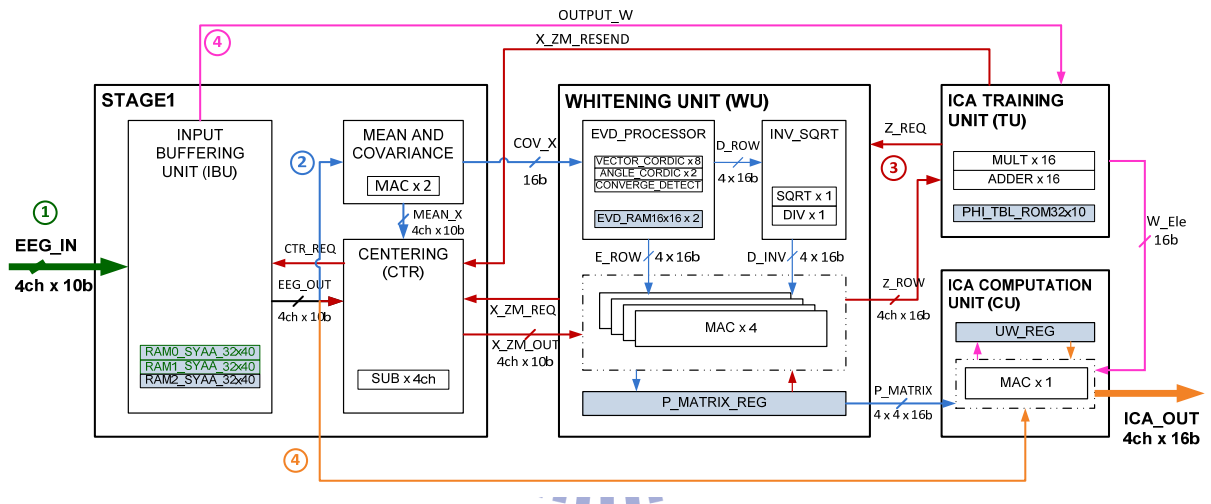 OUTPUT_W
4
X_ZM_RESEND
STAGE1
INPUT
BUFFERING
UNIT (IBU)
RAM0_SYAA_32x40
RAM1_SYAA_32x40
RAM2_SYAA_32x40
1
EEG_IN
4ch x 10b
2
MEAN AND
COVARIANCE
MAC x 2
MEAN_X
4ch x 10b
CTR_REQ
EEG_OUT
4ch x 10b
CENTERING
(CTR)
SUB x 4ch
COV_X
16b
X_ZM_REQ
X_ZM_OUT
4ch x 10b
WHITENING UNIT (WU)
EVD_PROCESSOR
VECTOR_CORDIC x 8
ANGLE_CORDIC x 2
CONVERGE_DETECT
EVD_RAM16x16 x 2
D_ROW
4 x 16b
INV_SQRT
SQRT x 1
DIV x 1
E_ROW
4 x 16b
D_INV
4 x 16b
MAC x 4
P_MATRIX_REG
Z_REQ
3
Z_ROW
4ch x 16b
P_MATRIX
4 x 4 x 16b
ICA TRAINING
UNIT (TU)
MULT x 16
ADDER x 16
PHI_TBL_ROM32x10
W_Ele
16b
ICA COMPUTATION
UNIT (CU)
UW_REG
MAC x 1
ICA_OUT
4ch x 16b
4